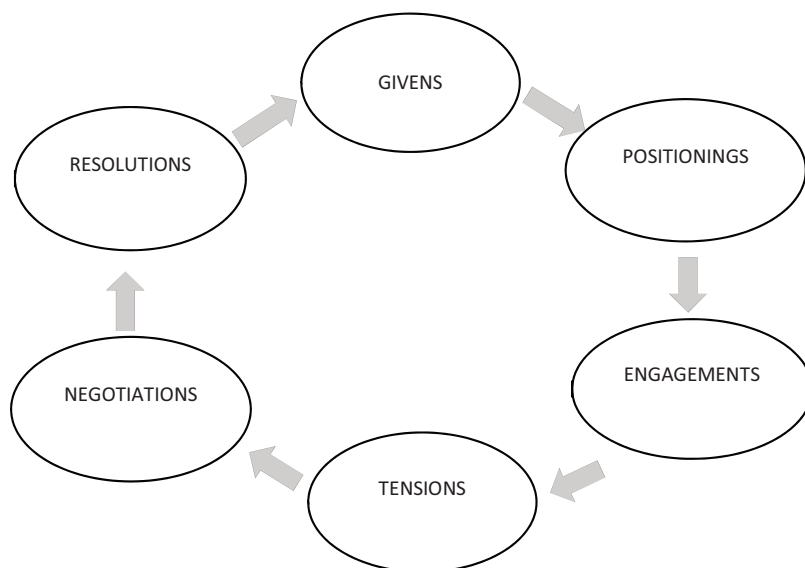 GIVENS
POSITIONINGS
ENGAGEMENTS
TENSIONS
NEGOTIATIONS
RESOLUTIONS